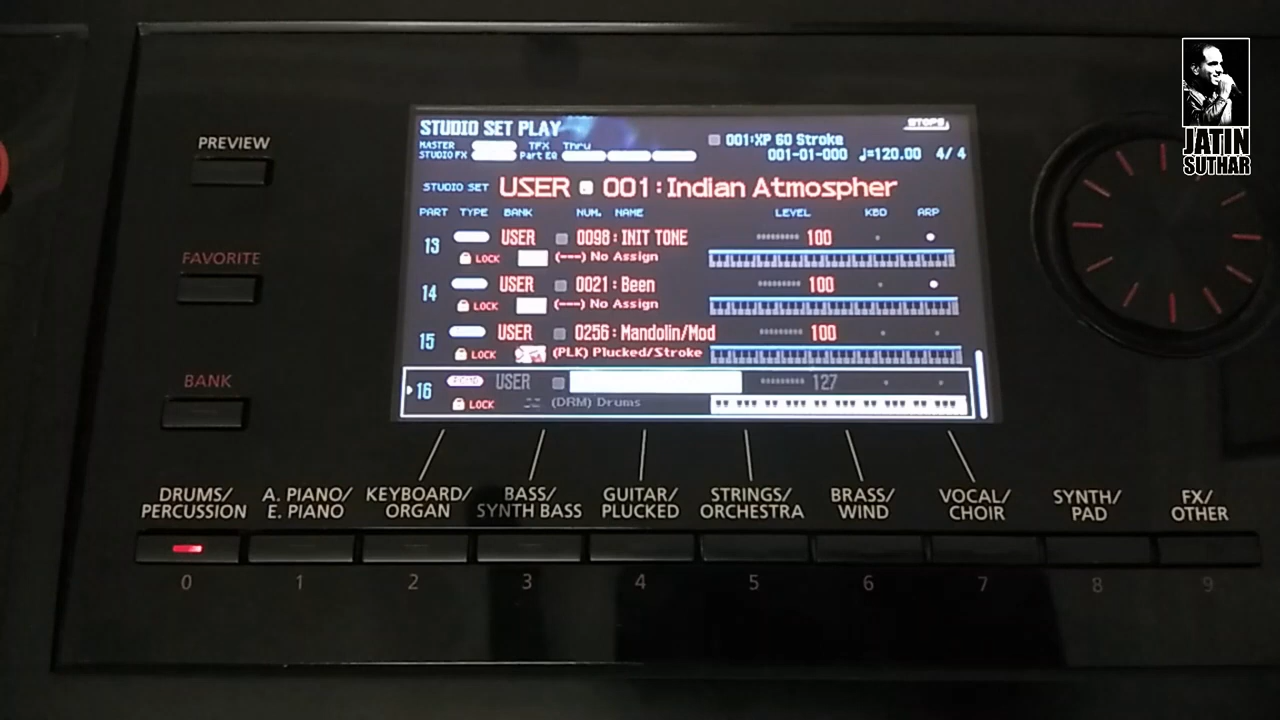 JATIN
SUTHAR
PREVIEW
FAVORITE
BANK
STUDIO SET PLAY
MASTER TFX Thru
STUDIO FX Part EQ
001:XP 60 Stroke
STOP
001-01-000 ♩=120.00 4/4
STUDIO SET USER 001:Indian Atmospher
PART TYPE BANK NUM. NAME LEVEL KBD ARP
13 USER 0098:INIT TONE 100
LOCK (---) No Assign
14 USER 0021:Been 100
LOCK (---) No Assign
15 USER 0256:Mandolin/Mod 100
LOCK (PLK) Plucked/Stroke
16 USER 127
LOCK (DRM) Drums
DRUMS/
PERCUSSION
A. PIANO/
E. PIANO
KEYBOARD/
ORGAN
BASS/
SYNTH BASS
GUITAR/
PLUCKED
STRINGS/
ORCHESTRA
BRASS/
WIND
VOCAL/
CHOIR
SYNTH/
PAD
FX/
OTHER
0 1 2 3 4 5 6 7 8 9